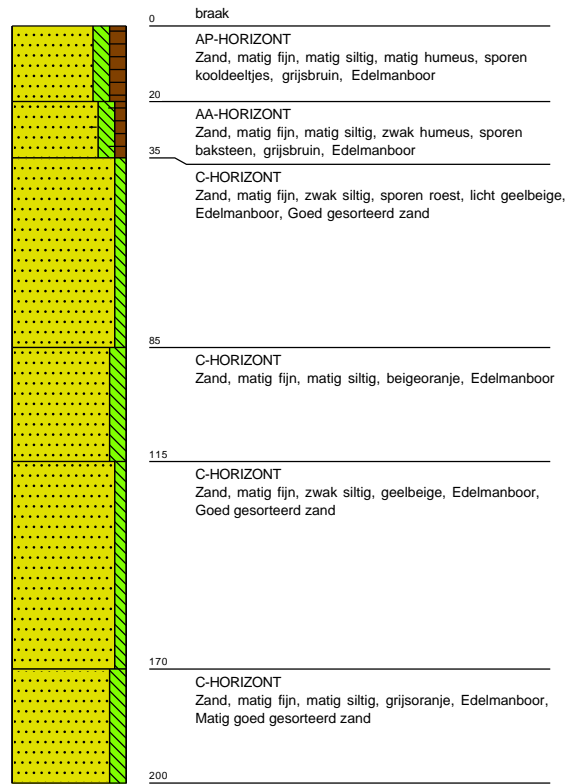 0
braak
AP-HORIZONT
Zand, matig fijn, matig siltig, matig humeus, sporen
kooldeeltjes, grijsbruin, Edelmanboor
20
AA-HORIZONT
Zand, matig fijn, matig siltig, zwak humeus, sporen
baksteen, grijsbruin, Edelmanboor
35
C-HORIZONT
Zand, matig fijn, zwak siltig, sporen roest, licht geelbeige,
Edelmanboor, Goed gesorteerd zand
85
C-HORIZONT
Zand, matig fijn, matig siltig, beigeoranje, Edelmanboor
115
C-HORIZONT
Zand, matig fijn, zwak siltig, geelbeige, Edelmanboor,
Goed gesorteerd zand
170
C-HORIZONT
Zand, matig fijn, matig siltig, grijsoranje, Edelmanboor,
Matig goed gesorteerd zand
200